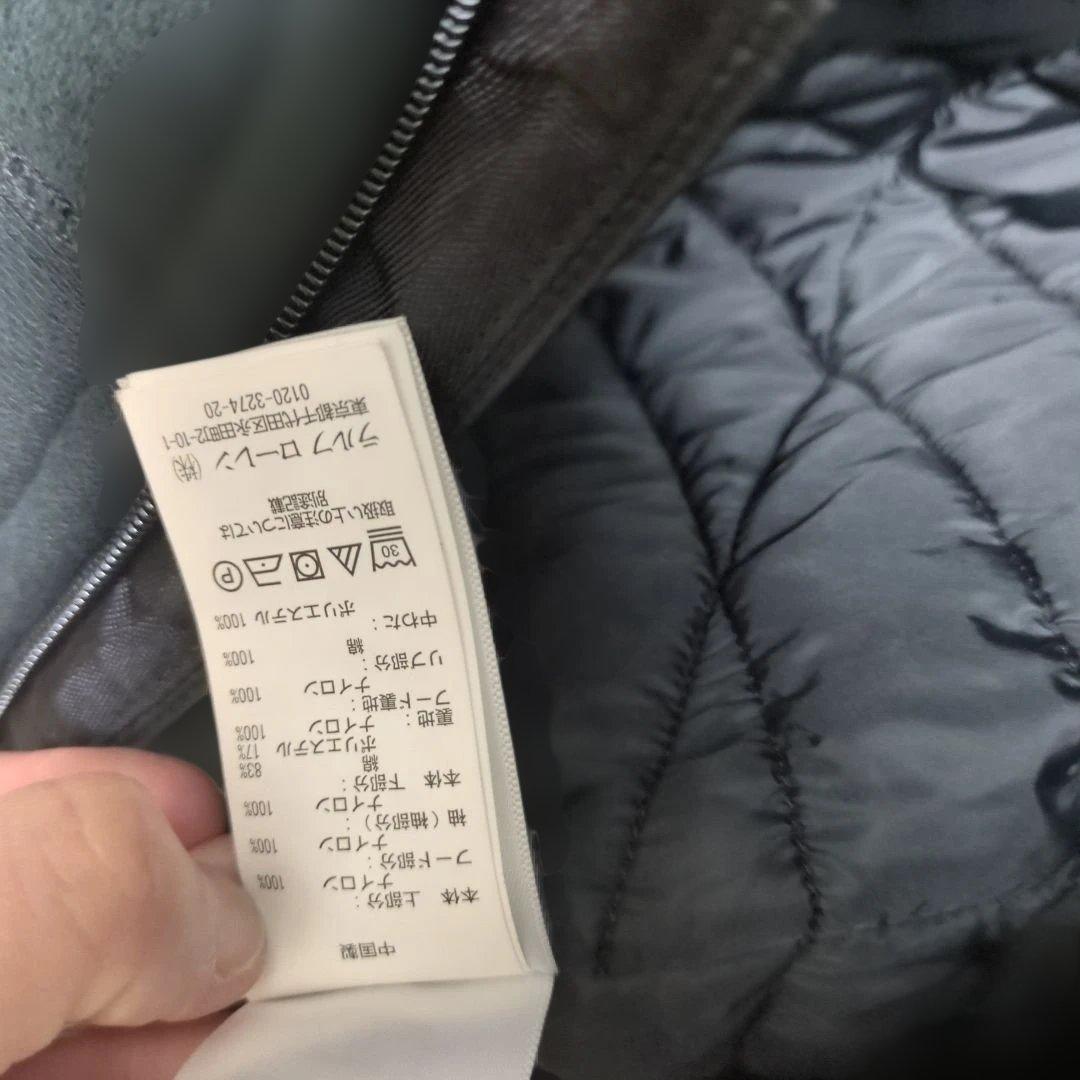 中国製
本体 上部分:
ナイロン 100%
フード部分:
ナイロン 100%
袖(袖部分):
ナイロン 100%
本体 下部分:
綿 83%
ポリエステル 17%
裏地: ナイロン 100%
フード裏地:
ナイロン 100%
リブ部分:
綿 100%
中わた: ポリエステル 100%
30 P
取扱い上の注意については
別途記載
ラルフ ローレン (株)
東京都千代田区永田町2-10-1
0120-3274-20